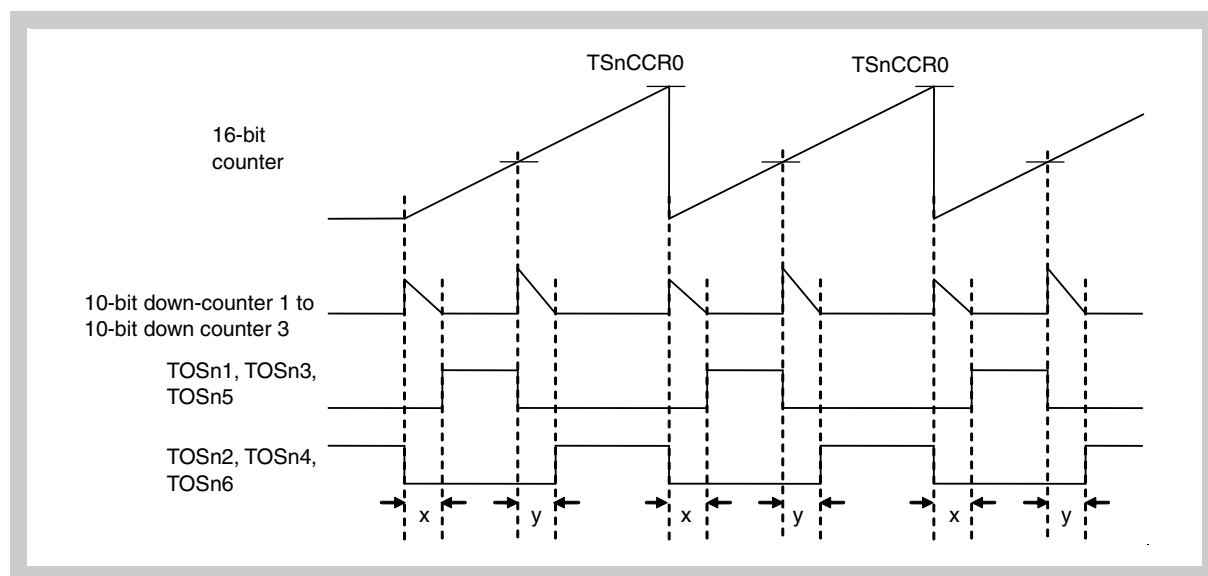 TSnCCR0
TSnCCR0
16-bit
counter
10-bit down-counter 1 to
10-bit down counter 3
TOSn1, TOSn3,
TOSn5
TOSn2, TOSn4,
TOSn6
x
y
x
y
x
y